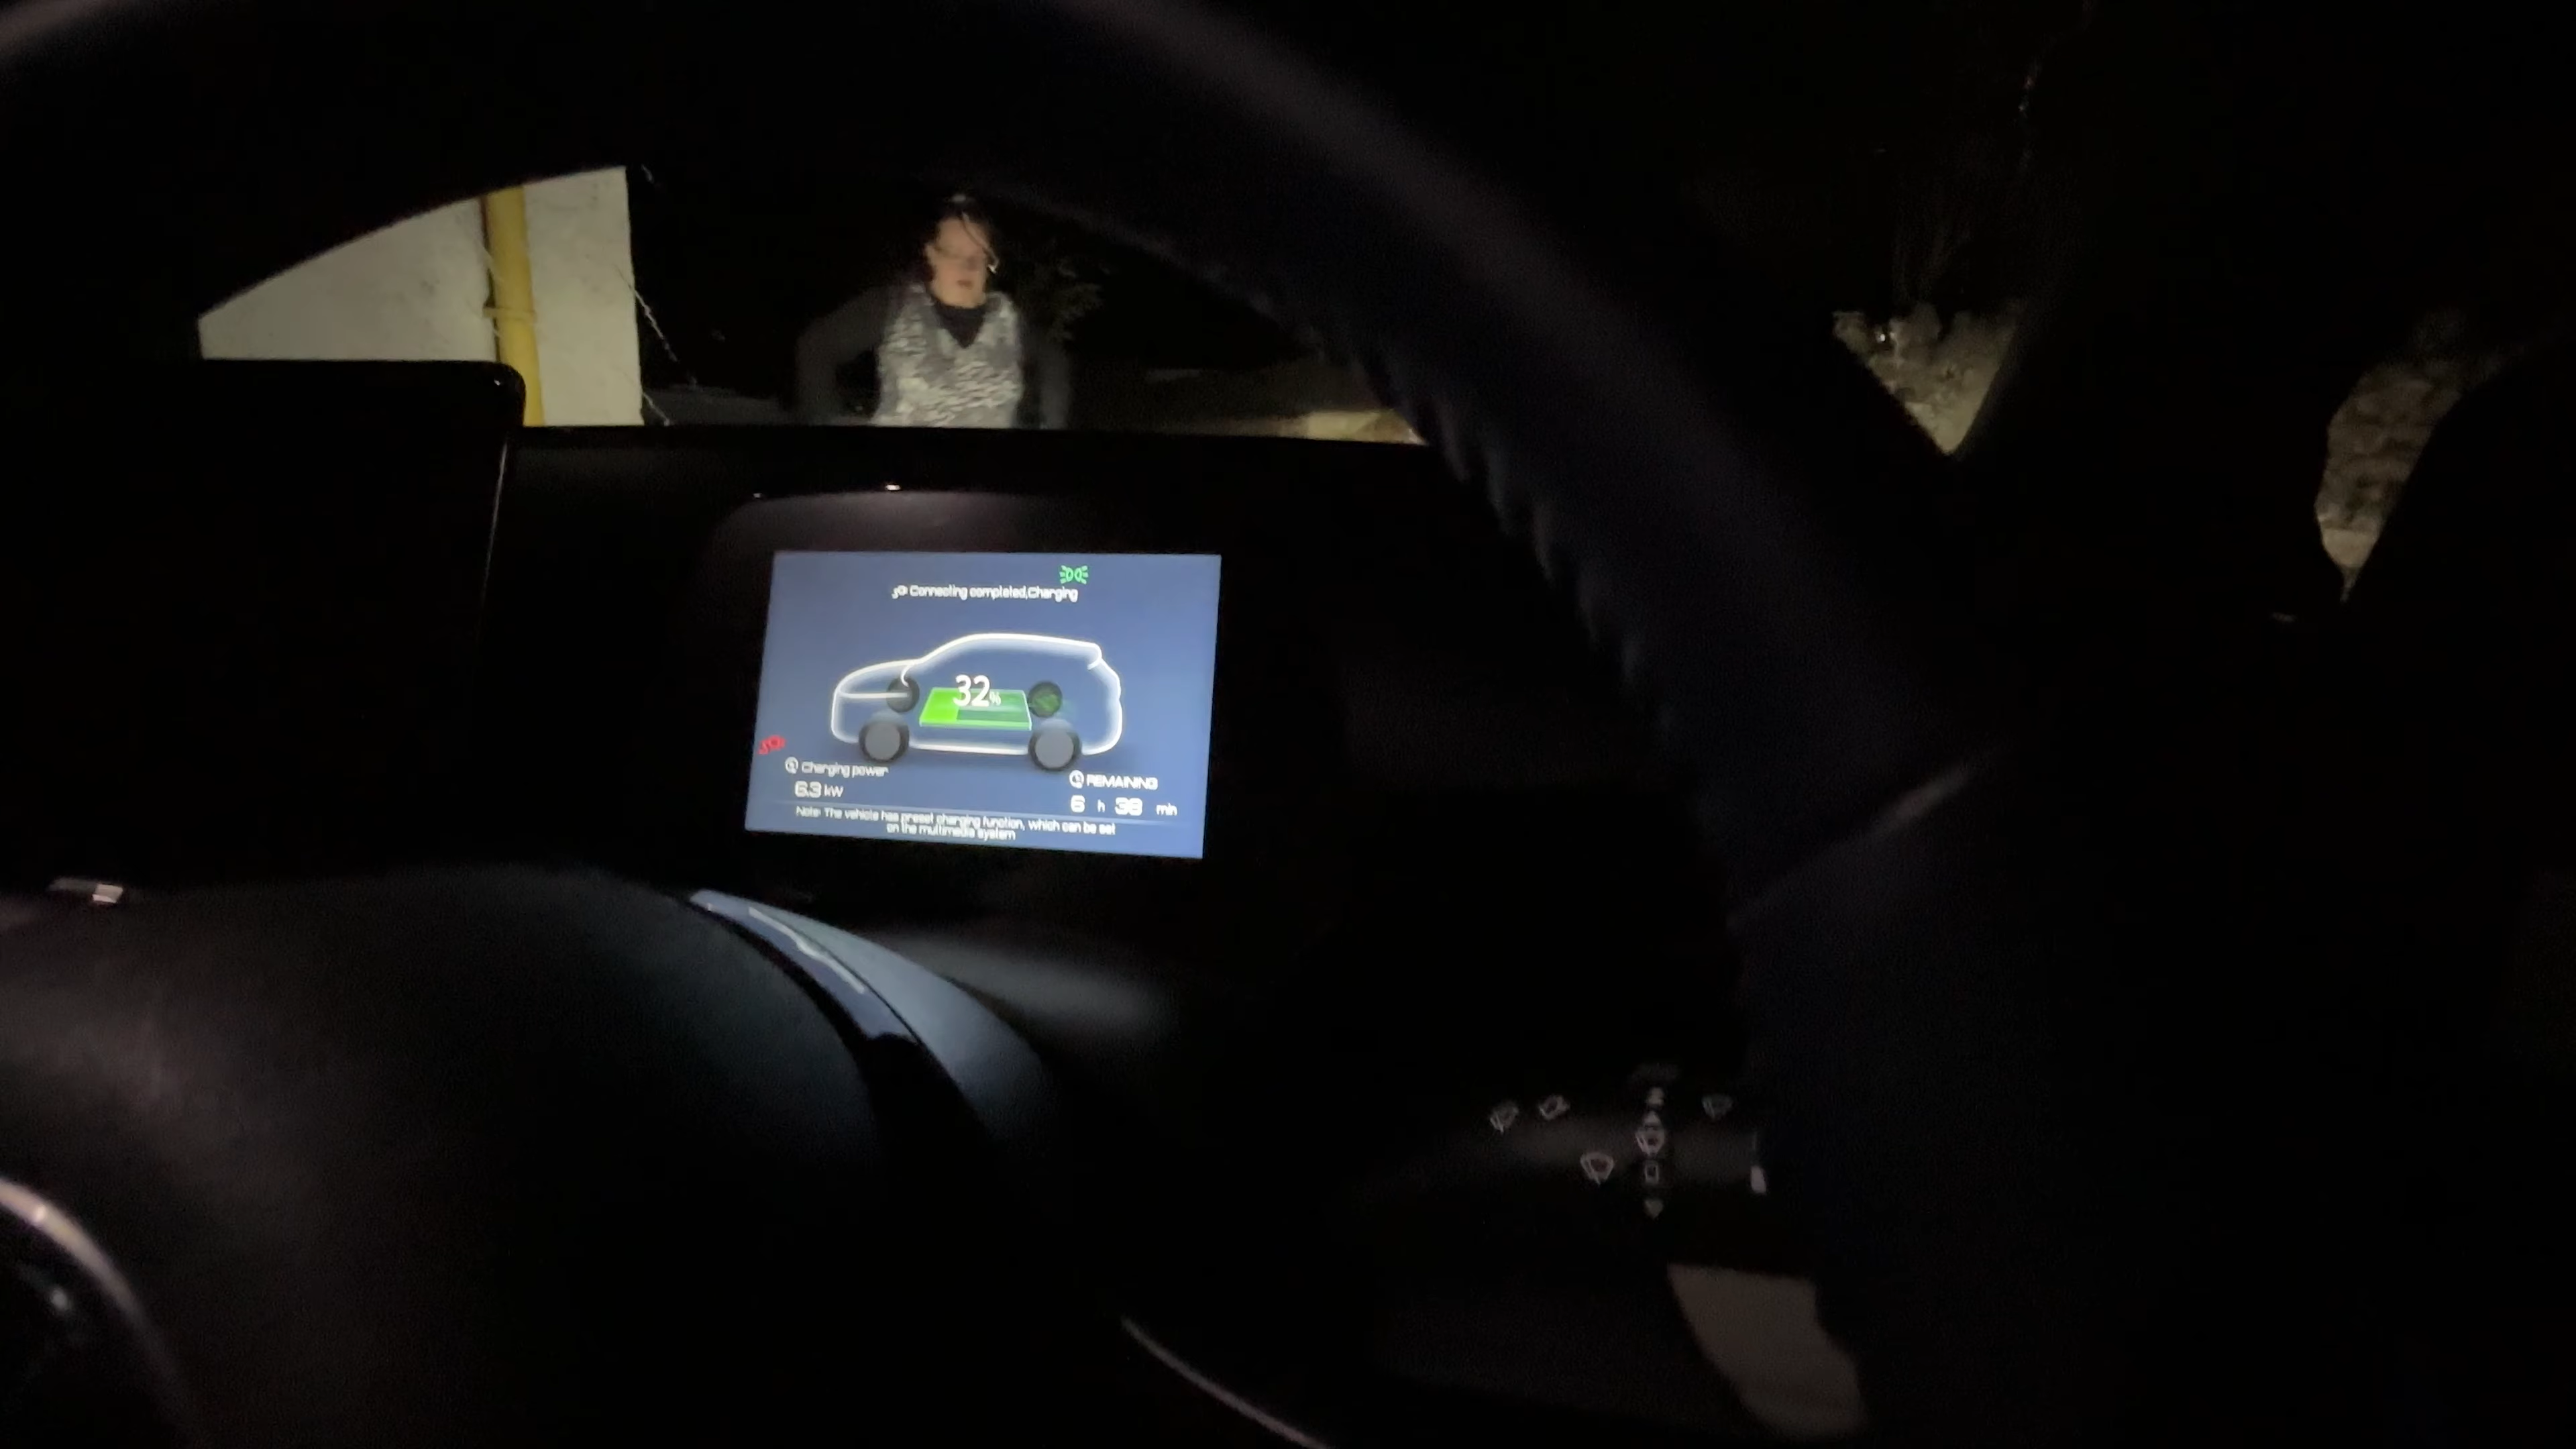 Connecting completed,Charging
32%
Charging power
6.3 kW
REMAINING
6 h 38 min
Note: The vehicle has preset charging function, which can be set
on the multimedia system